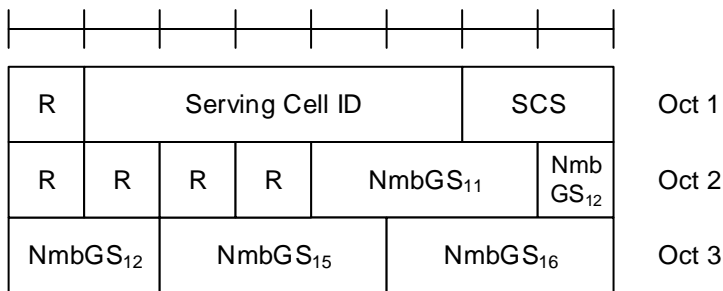 R Serving Cell ID SCS Oct 1
R R R R NmbGS₁₁ Nmb GS₁₂ Oct 2
NmbGS₁₂ NmbGS₁₅ NmbGS₁₆ Oct 3